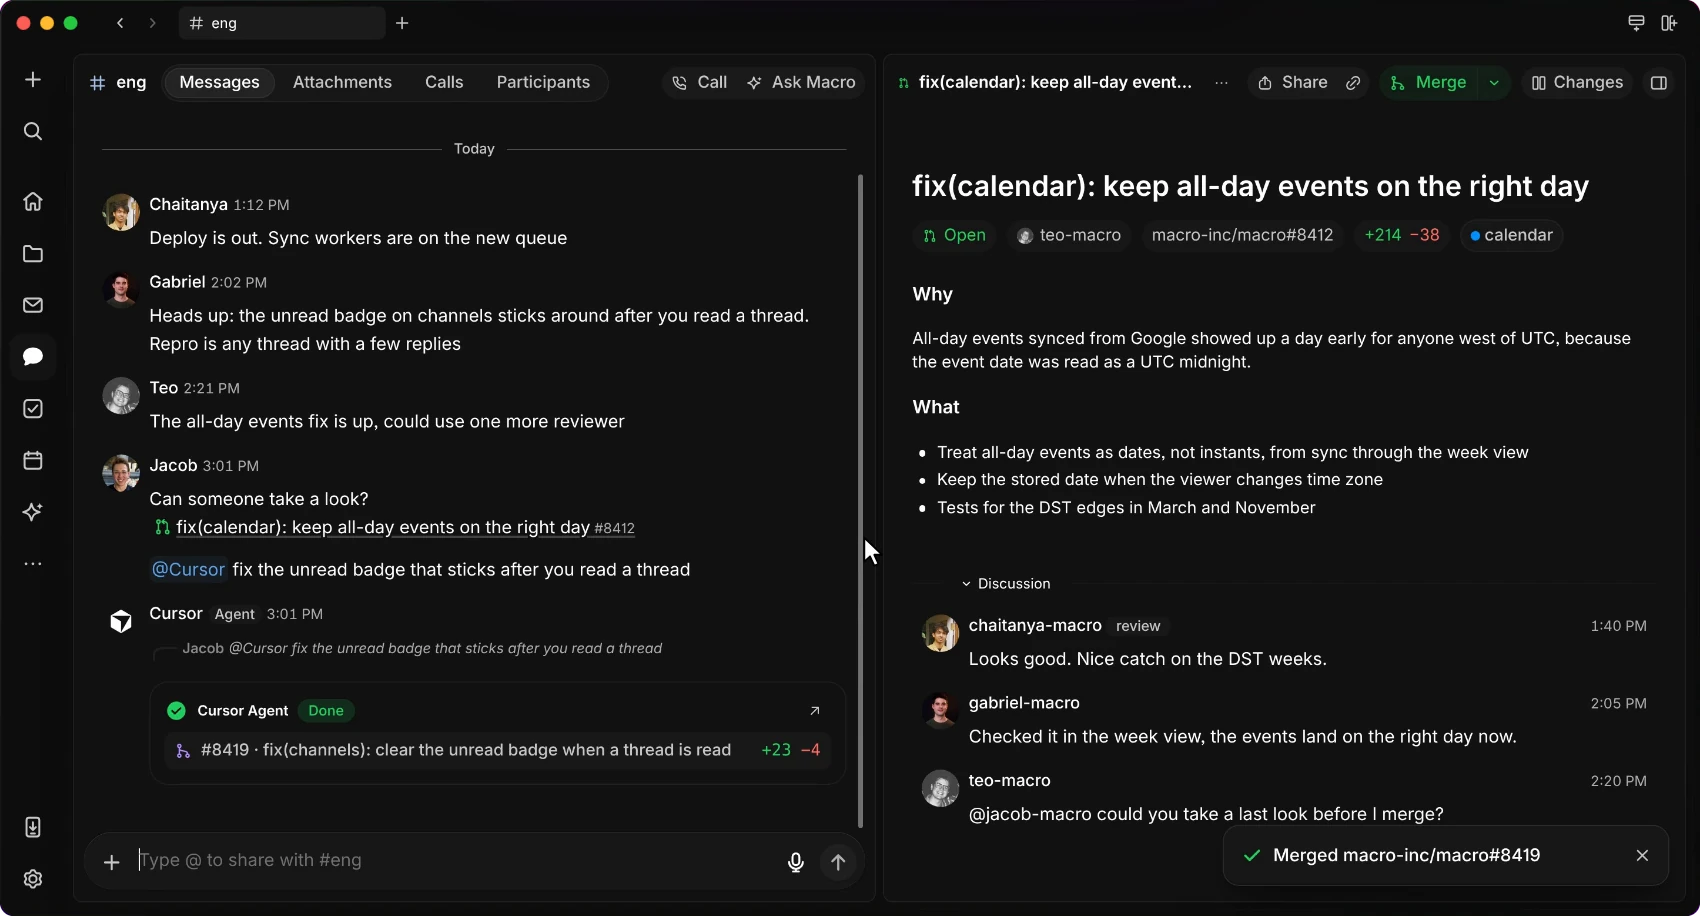 eng
eng
Messages
Attachments
Calls
Participants
Call
Ask Macro
Today
Chaitanya 1:12 PM
Deploy is out. Sync workers are on the new queue
Gabriel 2:02 PM
Heads up: the unread badge on channels sticks around after you read a thread.
Repro is any thread with a few replies
Teo 2:21 PM
The all-day events fix is up, could use one more reviewer
Jacob 3:01 PM
Can someone take a look?
fix(calendar): keep all-day events on the right day #8412
@Cursor fix the unread badge that sticks after you read a thread
Cursor Agent 3:01 PM
Jacob @Cursor fix the unread badge that sticks after you read a thread
Cursor Agent Done
#8419 · fix(channels): clear the unread badge when a thread is read +23 −4
Type @ to share with #eng
fix(calendar): keep all-day event...
Share
Merge
Changes
fix(calendar): keep all-day events on the right day
Open teo-macro macro-inc/macro#8412 +214 −38 calendar
Why
All-day events synced from Google showed up a day early for anyone west of UTC, because
the event date was read as a UTC midnight.
What
• Treat all-day events as dates, not instants, from sync through the week view
• Keep the stored date when the viewer changes time zone
• Tests for the DST edges in March and November
Discussion
chaitanya-macro review 1:40 PM
Looks good. Nice catch on the DST weeks.
gabriel-macro 2:05 PM
Checked it in the week view, the events land on the right day now.
teo-macro 2:20 PM
@jacob-macro could you take a last look before I merge?
Merged macro-inc/macro#8419